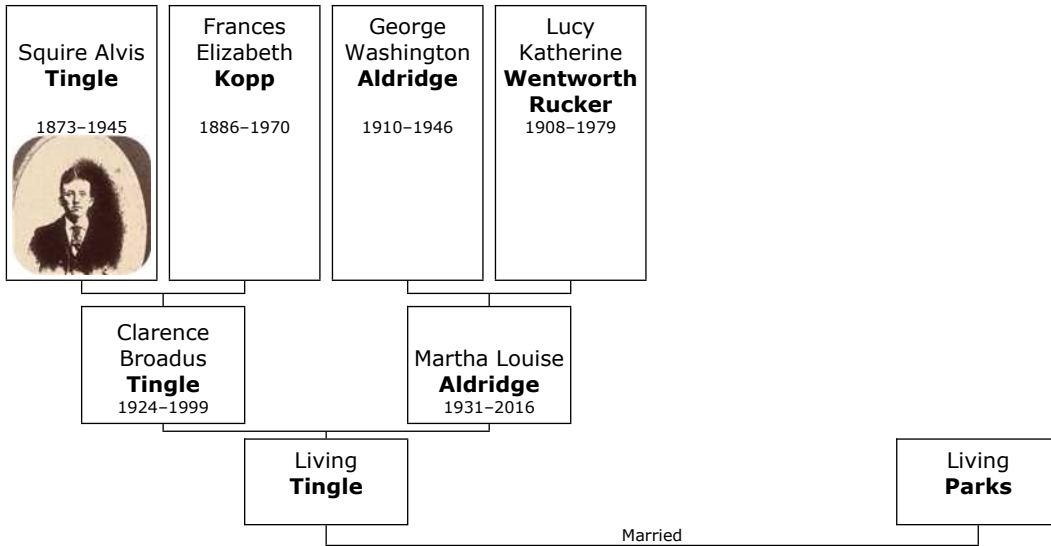 Squire Alvis
Tingle
1873–1945
Frances
Elizabeth
Kopp
1886–1970
George
Washington
Aldridge
1910–1946
Lucy
Katherine
Wentworth
Rucker
1908–1979
Clarence
Broadus
Tingle
1924–1999
Martha Louise
Aldridge
1931–2016
Living
Tingle
Living
Parks
Married